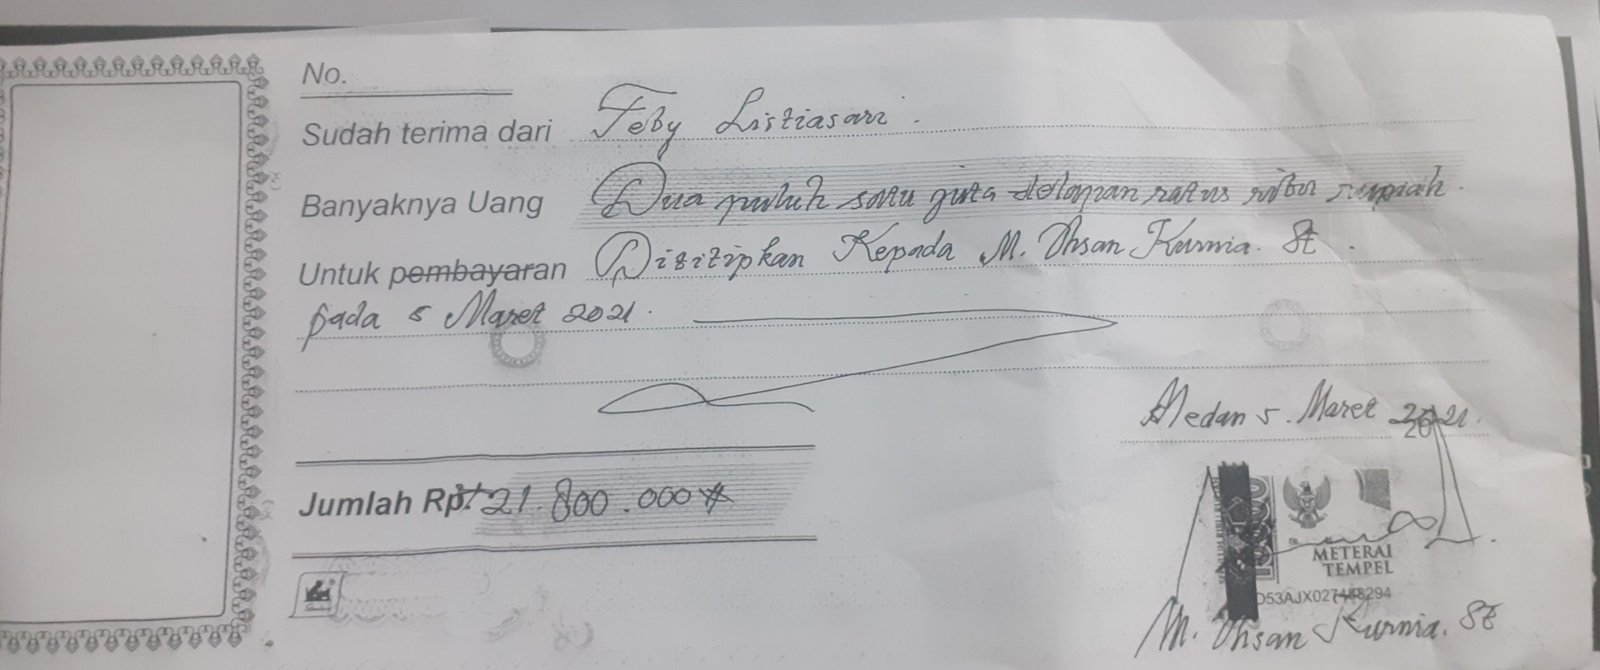 No.
Sudah terima dari Feby Listiasari.
Banyaknya Uang Dua puluh satu juta delapan ratus ribu rupiah.
Untuk pembayaran Dititipkan Kepada M. Ihsan Kurnia. St.
pada 5 Maret 2021.
Medan 5. Maret 2021.
20
Jumlah Rp. 21.800.000
METERAI
TEMPEL
D53AJX027488294
M. Ihsan Kurnia. St